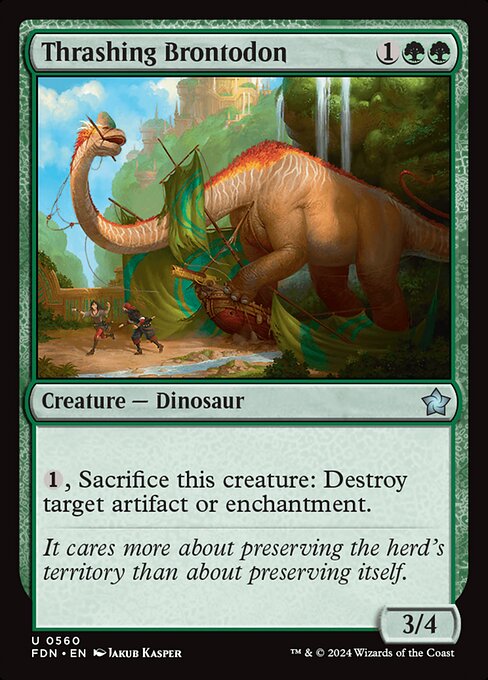 Thrashing Brontodon 1
Creature — Dinosaur
1, Sacrifice this creature: Destroy
target artifact or enchantment.
It cares more about preserving the herd's
territory than about preserving itself.
3/4
U 0560
FDN • EN Jakub Kasper
™ & © 2024 Wizards of the Coast